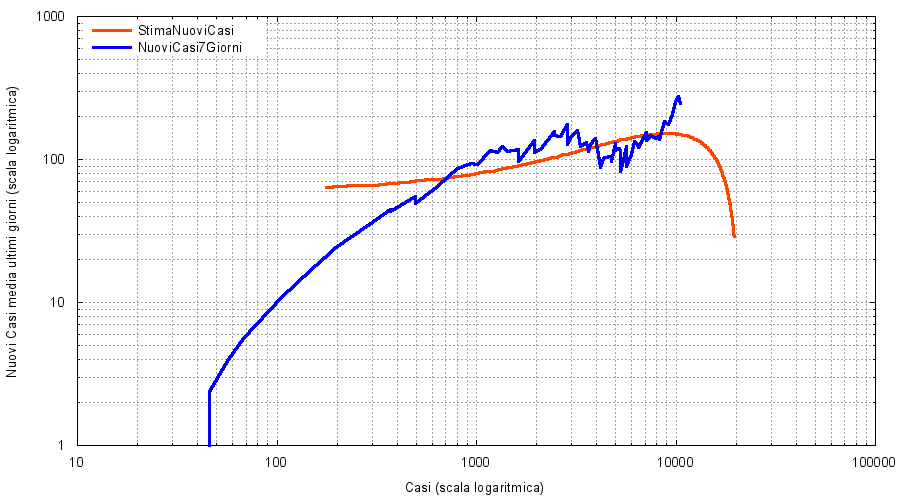 1000
StimaNuoviCasi
NuoviCasi7Giorni
100
10
1
Nuovi Casi media ultimi giorni (scala logaritmica)
10 100 1000 10000 100000
Casi (scala logaritmica)